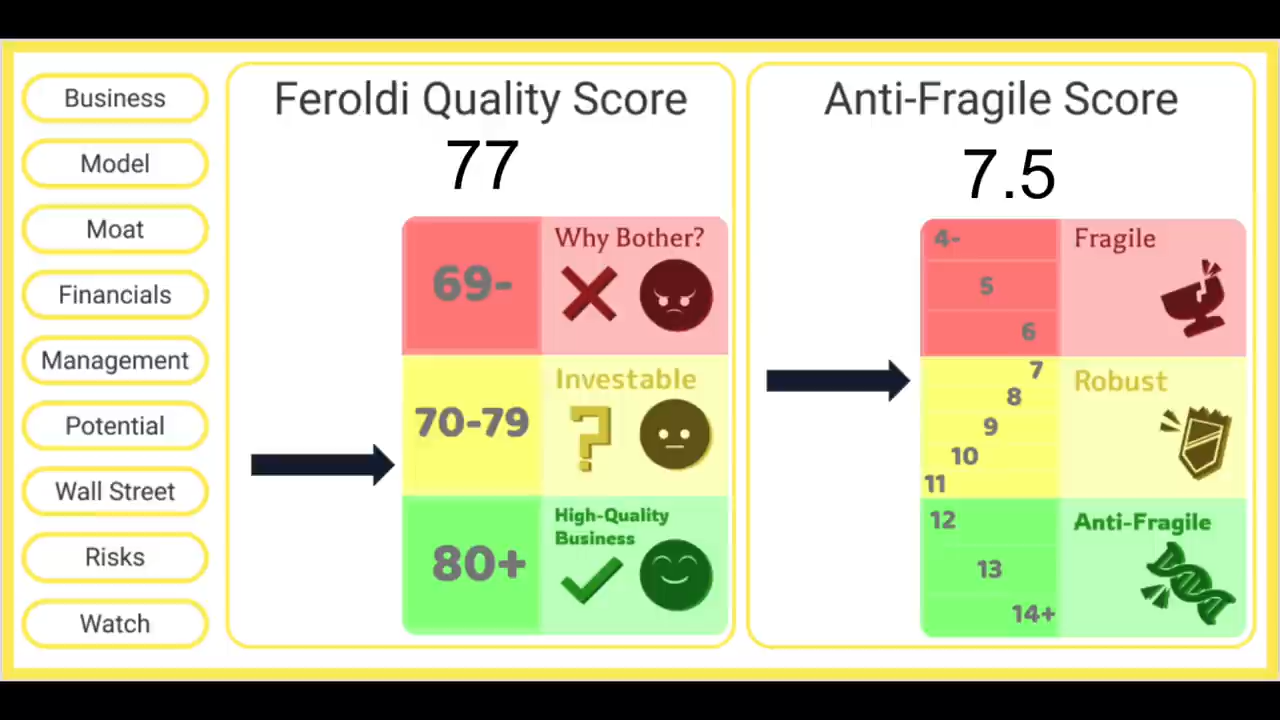 Business
Model
Moat
Financials
Management
Potential
Wall Street
Risks
Watch
Feroldi Quality Score
77
69-
Why Bother?
70-79
Investable
?
80+
High-Quality
Business
Anti-Fragile Score
7.5
4-
5
6
Fragile
7
8
9
10
11
Robust
12
13
14+
Anti-Fragile